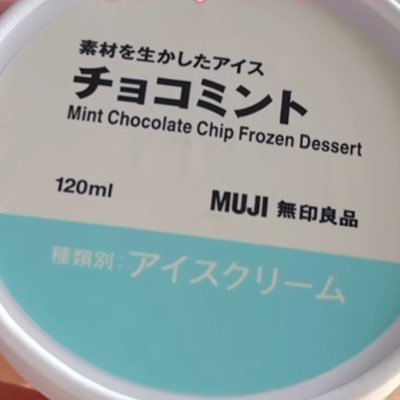 素材を生かしたアイス
チョコミント
Mint Chocolate Chip Frozen Dessert
120ml
MUJI 無印良品
種類別:アイスクリーム